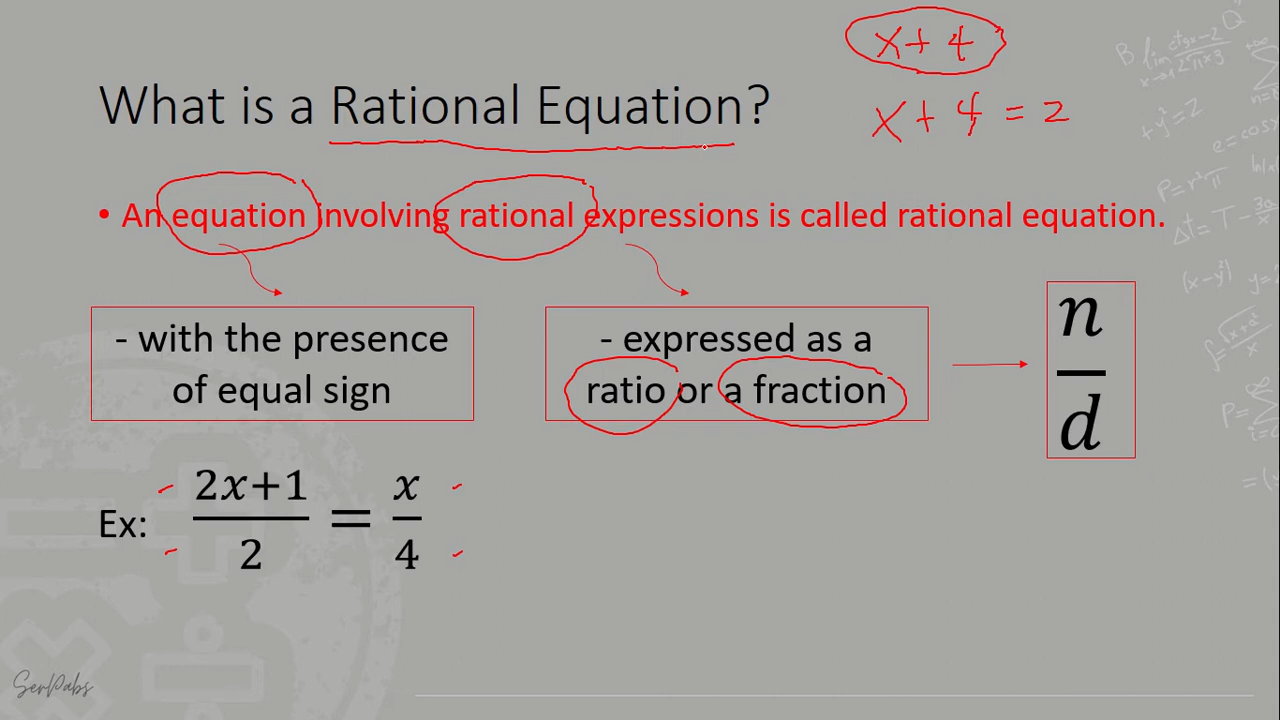 x + 4
What is a Rational Equation?
x + 4 = 2
• An equation involving rational expressions is called rational equation.
- with the presence
of equal sign
- expressed as a
ratio or a fraction
n
d
Ex: (2x+1)/2 = x/4
SerPabs